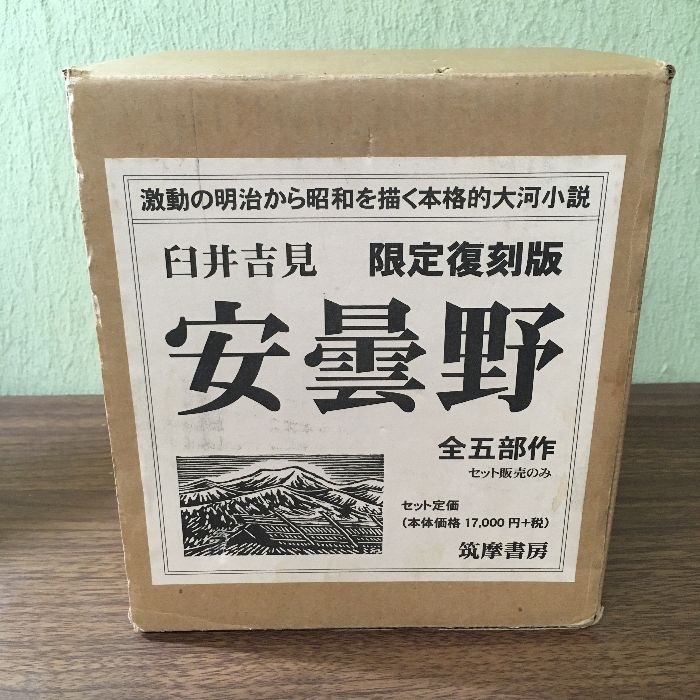 激動の明治から昭和を描く本格的大河小説
臼井吉見 限定復刻版
安曇野
全五部作
セット販売のみ
セット定価
(本体価格 17,000 円+税)
筑摩書房